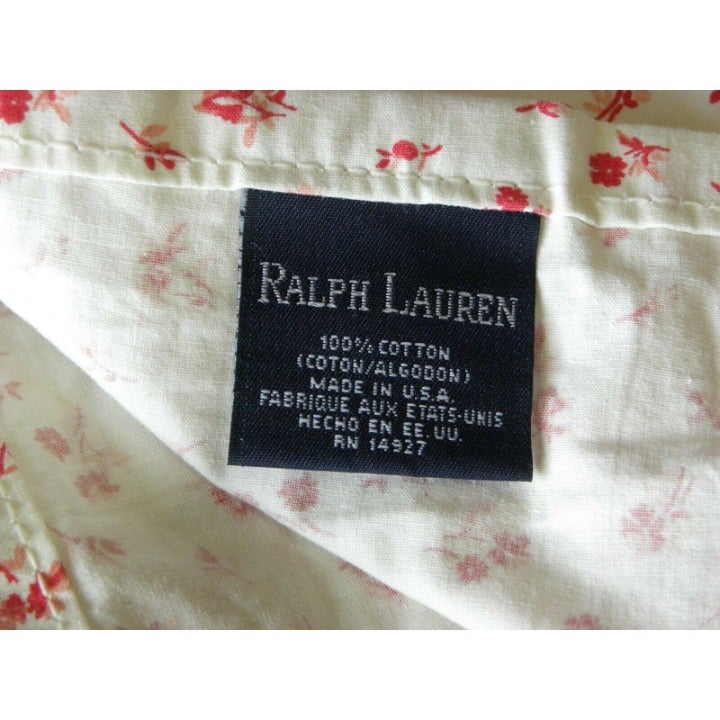 RALPH LAUREN
100% COTTON
(COTON/ALGODON)
MADE IN U.S.A.
FABRIQUE AUX ETATS-UNIS
HECHO EN EE.UU.
RN 14927